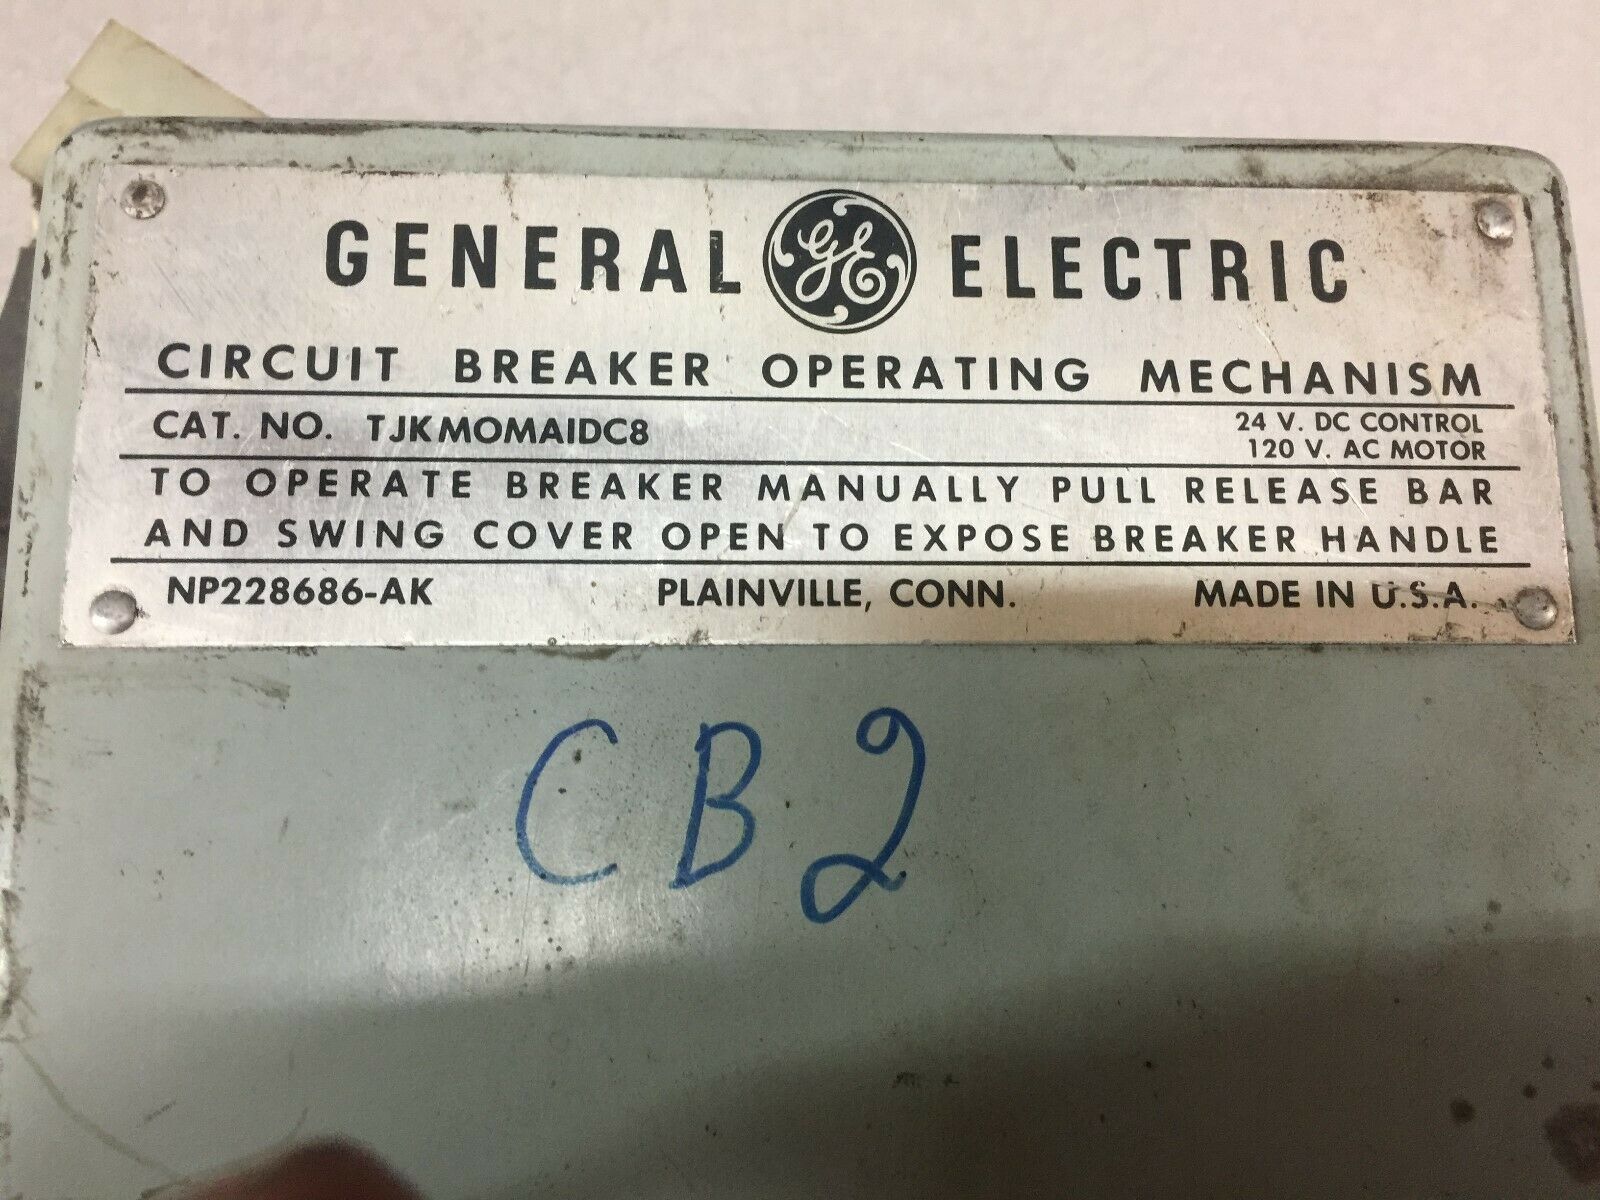 GENERAL GE ELECTRIC
CIRCUIT BREAKER OPERATING MECHANISM
CAT. NO. TJKMOMAIDC8
24 V. DC CONTROL
120 V. AC MOTOR
TO OPERATE BREAKER MANUALLY PULL RELEASE BAR
AND SWING COVER OPEN TO EXPOSE BREAKER HANDLE
NP228686-AK PLAINVILLE, CONN. MADE IN U.S.A.
CB2